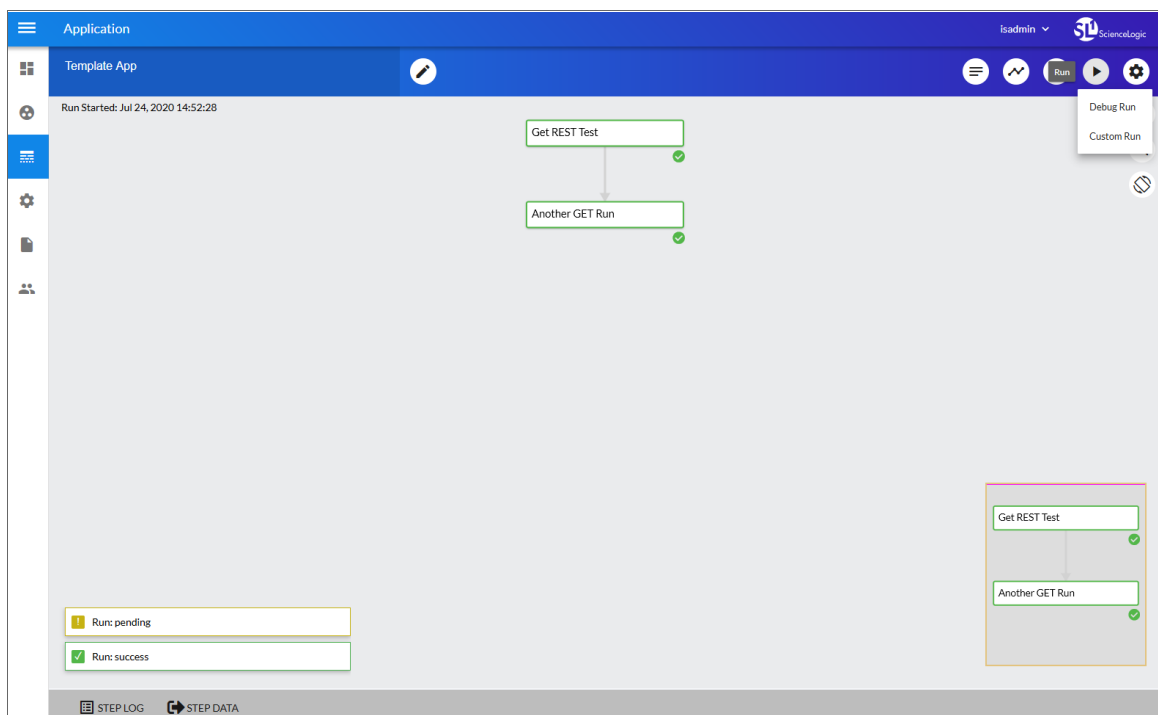 Application
isadmin
SL1 ScienceLogic
Template App
Run
Run Started: Jul 24, 2020 14:52:28
Debug Run
Custom Run
Get REST Test
Another GET Run
Get REST Test
Another GET Run
Run: pending
Run: success
STEP LOG
STEP DATA